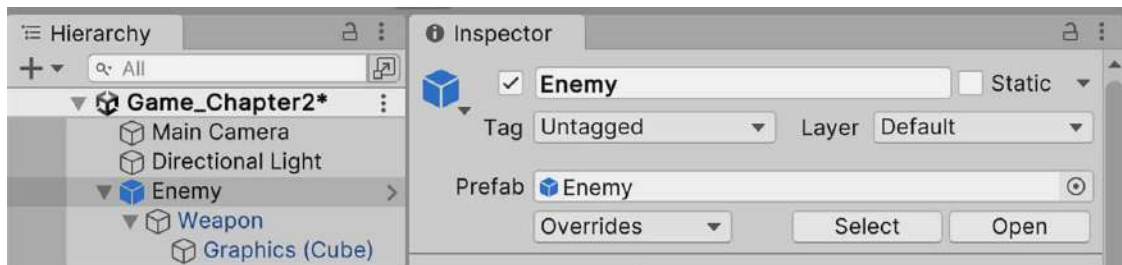 Hierarchy
All
Game_Chapter2*
Main Camera
Directional Light
Enemy
Weapon
Graphics (Cube)
Inspector
Enemy Static
Tag Untagged Layer Default
Prefab Enemy
Overrides Select Open